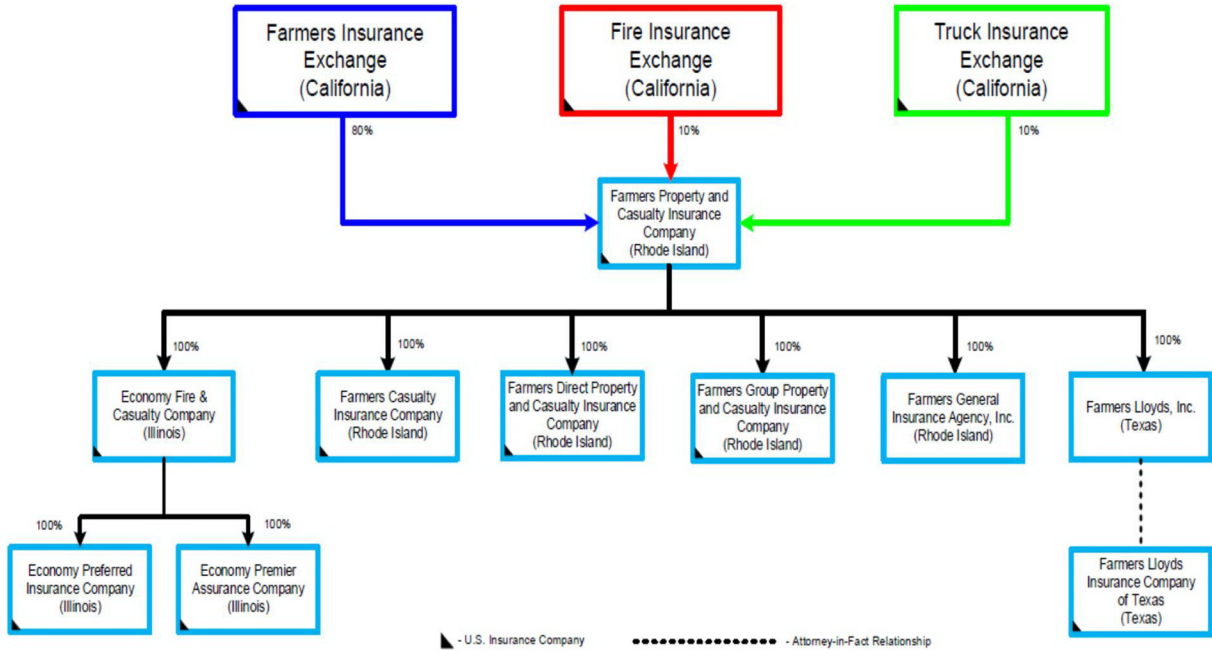 Farmers Insurance
Exchange
(California)
Fire Insurance
Exchange
(California)
Truck Insurance
Exchange
(California)
80%
10%
10%
Farmers Property and
Casualty Insurance
Company
(Rhode Island)
100%
100%
100%
100%
100%
100%
Economy Fire &
Casualty Company
(Illinois)
Farmers Casualty
Insurance Company
(Rhode Island)
Farmers Direct Property
and Casualty Insurance
Company
(Rhode Island)
Farmers Group Property
and Casualty Insurance
Company
(Rhode Island)
Farmers General
Insurance Agency, Inc.
(Rhode Island)
Farmers Lloyds, Inc.
(Texas)
100%
100%
Economy Preferred
Insurance Company
(Illinois)
Economy Premier
Assurance Company
(Illinois)
Farmers Lloyds
Insurance Company
of Texas
(Texas)
- U.S. Insurance Company
- Attorney-in-Fact Relationship